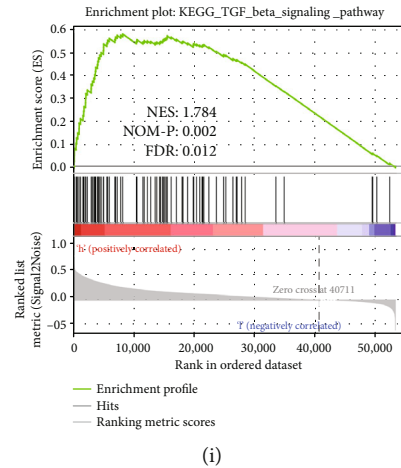 Enrichment plot: KEGG_TGF_beta_signaling _pathway
Enrichment score (ES)
0.6
0.5
0.4
0.3
0.2
0.1
0.0
NES: 1.784
NOM-P: 0.002
FDR: 0.012
Ranked list
metric (Signal2Noise)
1.0
0.5
0.0
–05
'h' (positively correlated)
Zero cross at 40711
'l' (negatively correlated)
0
10,000
20,000
30,000
40,000
50,000
Rank in ordered dataset
Enrichment profile
Hits
Ranking metric scores
(i)